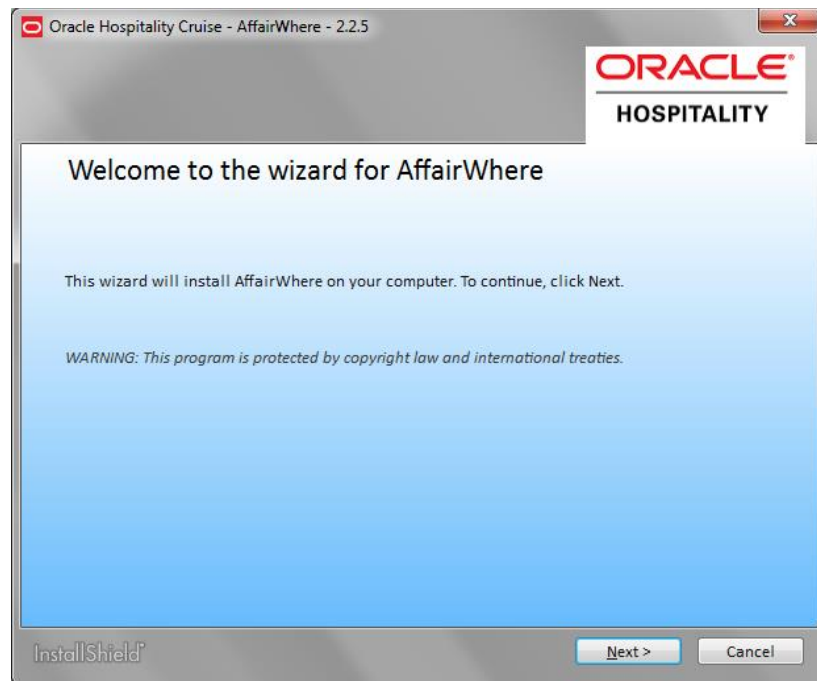 Oracle Hospitality Cruise - AffairWhere - 2.2.5
ORACLE®
HOSPITALITY
Welcome to the wizard for AffairWhere
This wizard will install AffairWhere on your computer. To continue, click Next.
WARNING: This program is protected by copyright law and international treaties.
InstallShield®
Next >
Cancel